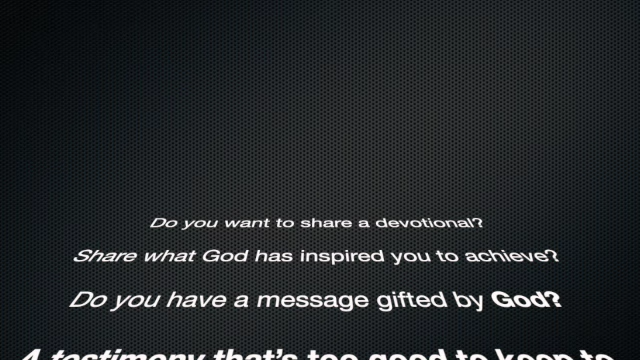 Do you want to share a devotional?
Share what God has inspired you to achieve?
Do you have a message gifted by God?
A testimony that's too good to keep to